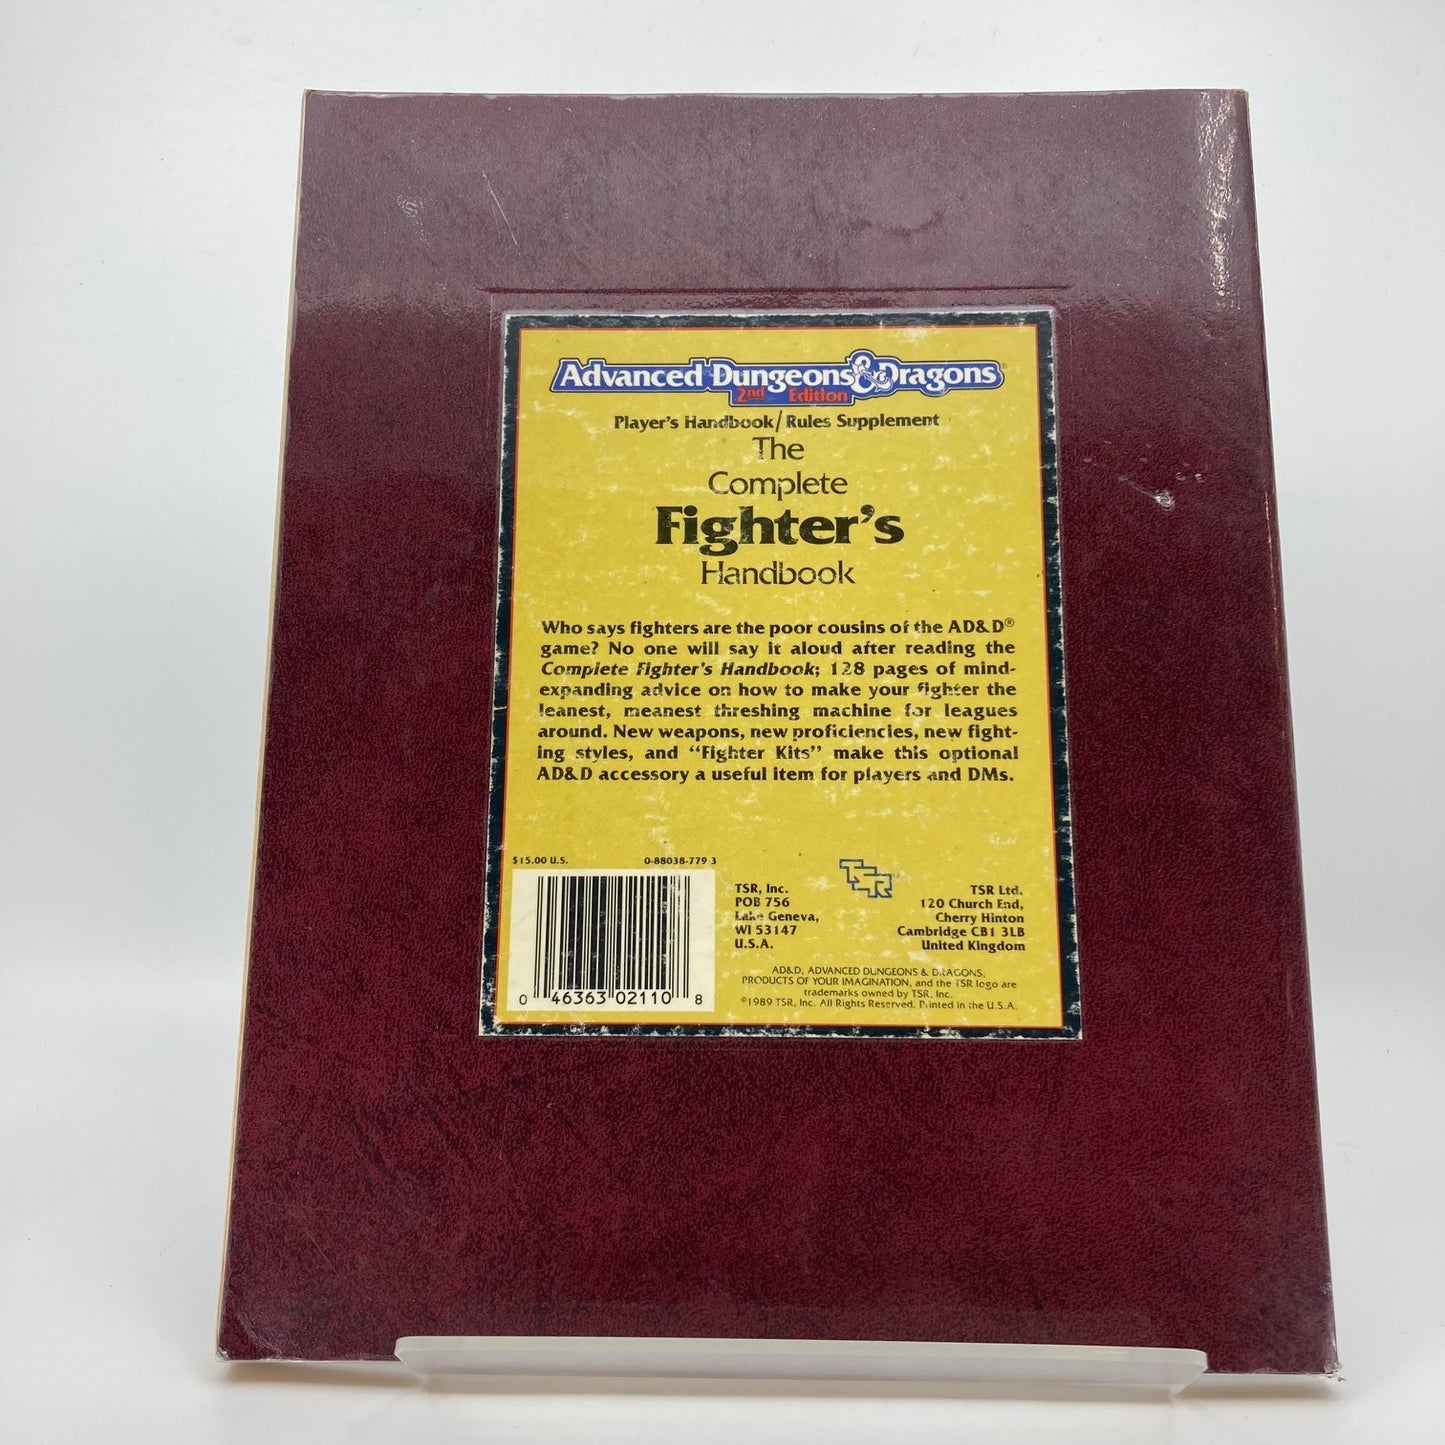 Advanced Dungeons & Dragons®
2nd Edition
Player's Handbook/Rules Supplement
The
Complete
Fighter's
Handbook
Who says fighters are the poor cousins of the AD&D®
game? No one will say it aloud after reading the
Complete Fighter's Handbook; 128 pages of mind-
expanding advice on how to make your fighter the
leanest, meanest threshing machine for leagues
around. New weapons, new proficiencies, new fight-
ing styles, and “Fighter Kits” make this optional
AD&D accessory a useful item for players and DMs.
$15.00 U.S. 0-88038-779-3
0 46363 02110 8
TSR, Inc.
POB 756
Lake Geneva,
WI 53147
U.S.A.
TSR™
TSR Ltd.
120 Church End,
Cherry Hinton
Cambridge CB1 3LB
United Kingdom
AD&D, ADVANCED DUNGEONS & DRAGONS,
PRODUCTS OF YOUR IMAGINATION, and the TSR logo are
trademarks owned by TSR, Inc.
©1989 TSR, Inc. All Rights Reserved. Printed in the U.S.A.